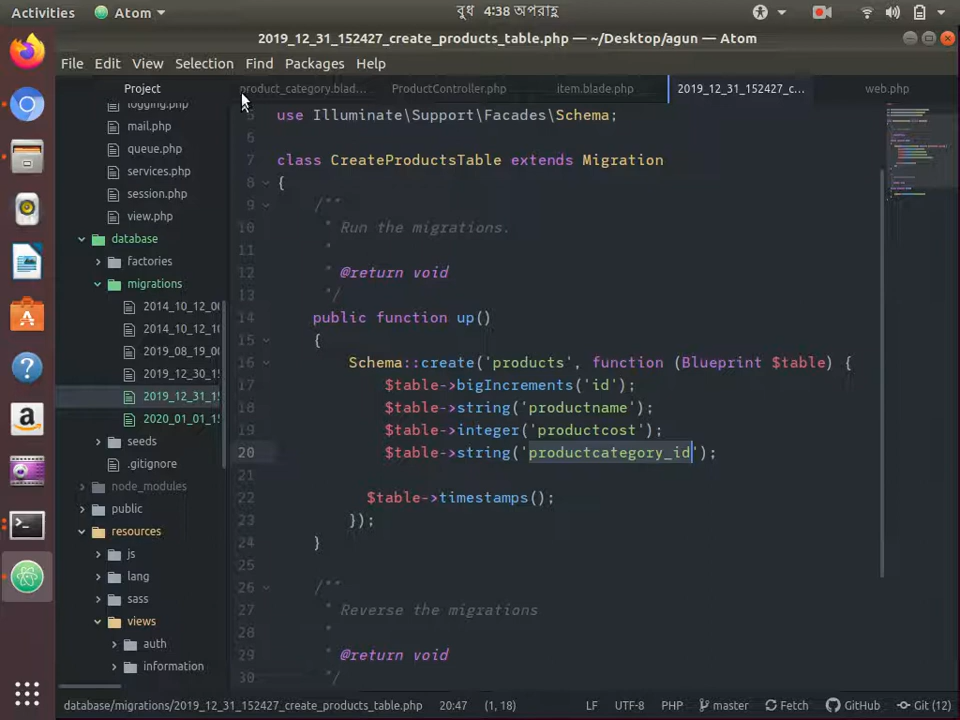 Activities Atom বুধ 4:38 অপরাহ্ণ
2019_12_31_152427_create_products_table.php — ~/Desktop/agun — Atom
File Edit View Selection Find Packages Help
Project product_category.blad... ProductController.php item.blade.php 2019_12_31_152427_c... web.php
logging.php
mail.php
queue.php
services.php
session.php
view.php
database
factories
migrations
2014_10_12_00
2014_10_12_10
2019_08_19_00
2019_12_30_15
2019_12_31_15
2020_01_01_15
seeds
.gitignore
node_modules
public
resources
js
lang
sass
views
auth
information
5 use Illuminate\Support\Facades\Schema;
6
7 class CreateProductsTable extends Migration
8 {
9 /**
10 * Run the migrations.
11 *
12 * @return void
13 */
14 public function up()
15 {
16 Schema::create('products', function (Blueprint $table) {
17 $table->bigIncrements('id');
18 $table->string('productname');
19 $table->integer('productcost');
20 $table->string('productcategory_id');
21
22 $table->timestamps();
23 });
24 }
25
26 /**
27 * Reverse the migrations
28 *
29 * @return void
30 */
database/migrations/2019_12_31_152427_create_products_table.php 20:47 (1, 18) LF UTF-8 PHP master Fetch GitHub Git (12)